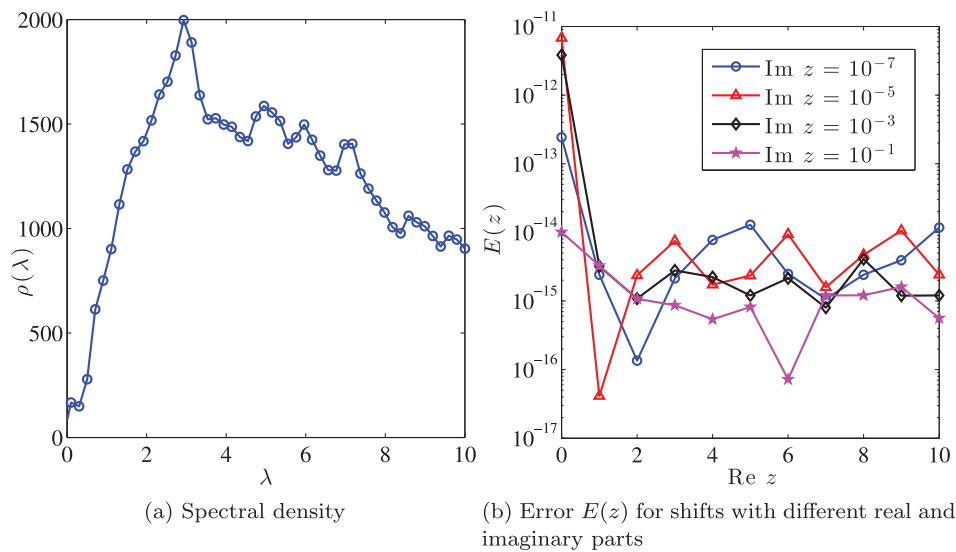 2000
1500
1000
500
0
ρ(λ)
0 2 4 6 8 10
λ
(a) Spectral density
10⁻¹¹
10⁻¹²
10⁻¹³
10⁻¹⁴
10⁻¹⁵
10⁻¹⁶
10⁻¹⁷
E(z)
Im z = 10⁻⁷
Im z = 10⁻⁵
Im z = 10⁻³
Im z = 10⁻¹
0 2 4 6 8 10
Re z
(b) Error E(z) for shifts with different real and
imaginary parts